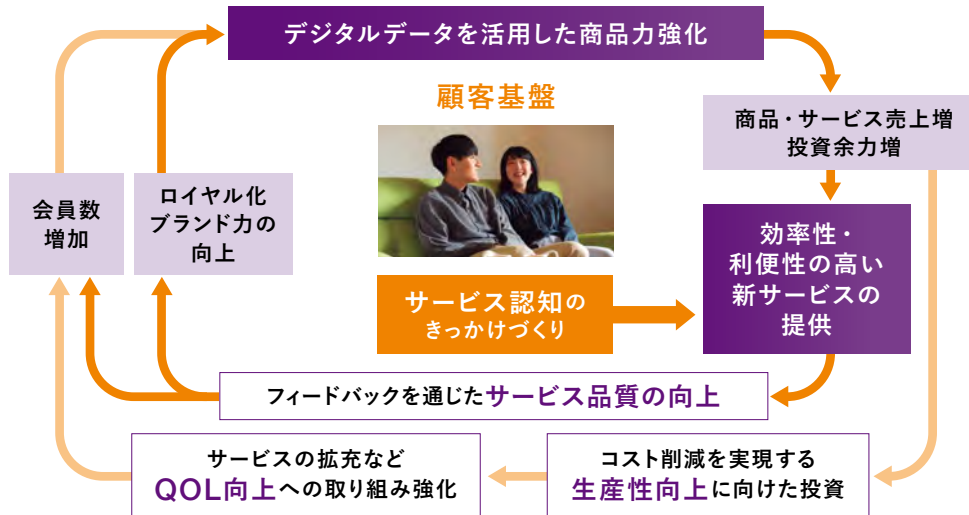 デジタルデータを活用した商品力強化
顧客基盤
商品・サービス売上増
投資余力増
会員数
増加
ロイヤル化
ブランド力の
向上
効率性・
利便性の高い
新サービスの
提供
サービス認知の
きっかけづくり
フィードバックを通じたサービス品質の向上
サービスの拡充など
QOL向上への取り組み強化
コスト削減を実現する
生産性向上に向けた投資